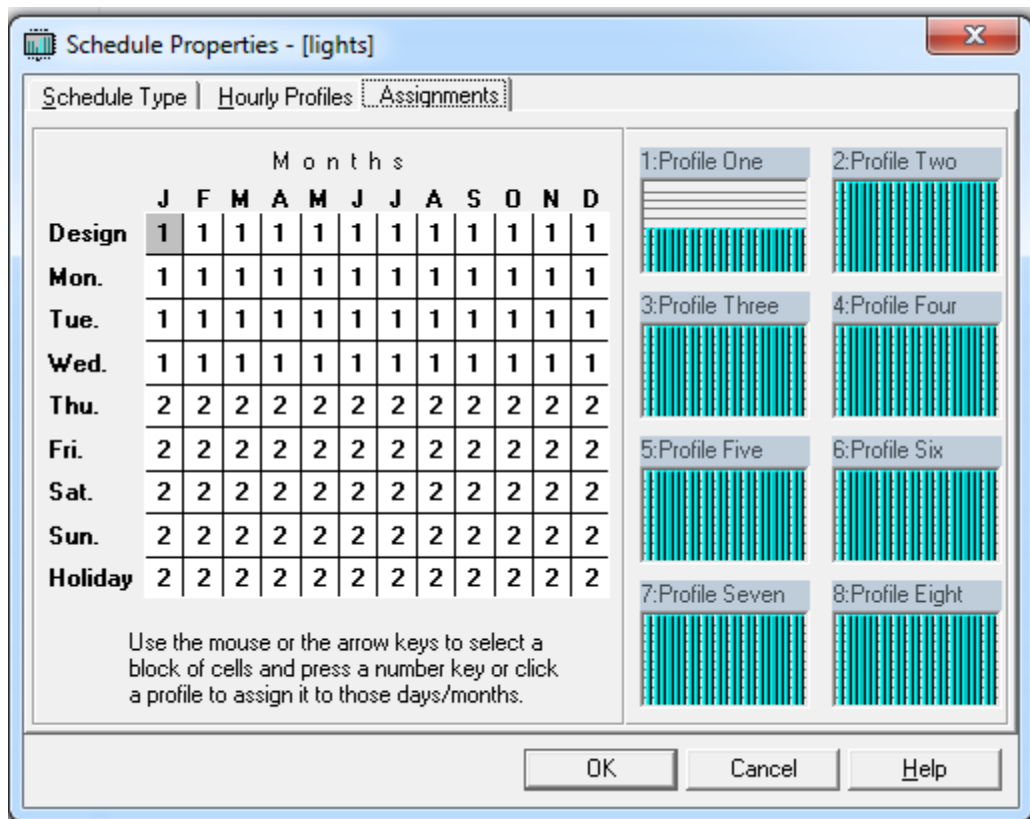 Schedule Properties - [lights]
Schedule Type Hourly Profiles Assignments
Months
J F M A M J J A S O N D
Design 1 1 1 1 1 1 1 1 1 1 1 1
Mon. 1 1 1 1 1 1 1 1 1 1 1 1
Tue. 1 1 1 1 1 1 1 1 1 1 1 1
Wed. 1 1 1 1 1 1 1 1 1 1 1 1
Thu. 2 2 2 2 2 2 2 2 2 2 2 2
Fri. 2 2 2 2 2 2 2 2 2 2 2 2
Sat. 2 2 2 2 2 2 2 2 2 2 2 2
Sun. 2 2 2 2 2 2 2 2 2 2 2 2
Holiday 2 2 2 2 2 2 2 2 2 2 2 2
Use the mouse or the arrow keys to select a
block of cells and press a number key or click
a profile to assign it to those days/months.
1:Profile One 2:Profile Two
3:Profile Three 4:Profile Four
5:Profile Five 6:Profile Six
7:Profile Seven 8:Profile Eight
OK Cancel Help